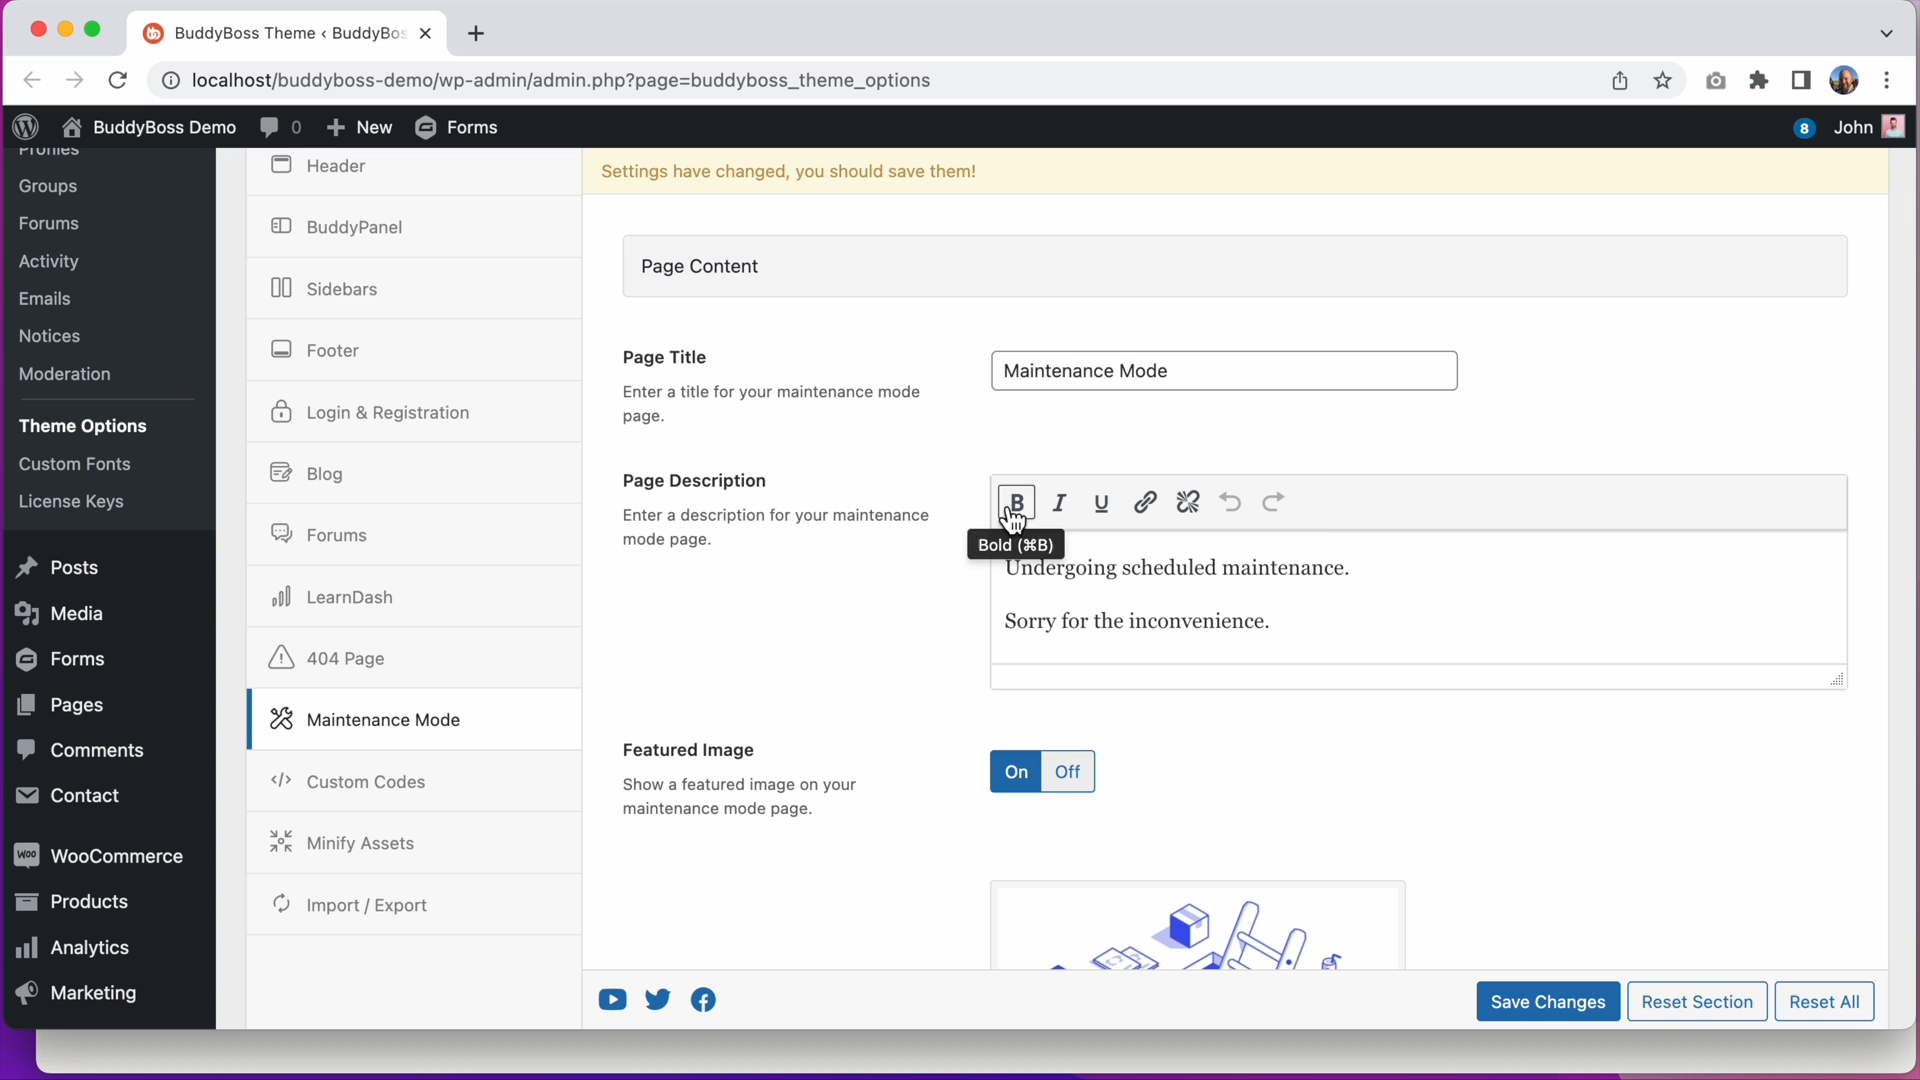 BuddyBoss Theme ‹ BuddyBos
localhost/buddyboss-demo/wp-admin/admin.php?page=buddyboss_theme_options
BuddyBoss Demo
0
New
Forms
8
John
Profiles
Groups
Forums
Activity
Emails
Notices
Moderation
Theme Options
Custom Fonts
License Keys
Posts
Media
Forms
Pages
Comments
Contact
WOO
WooCommerce
Products
Analytics
Marketing
Header
BuddyPanel
Sidebars
Footer
Login & Registration
Blog
Forums
LearnDash
404 Page
Maintenance Mode
Custom Codes
Minify Assets
Import / Export
Settings have changed, you should save them!
Page Content
Page Title
Enter a title for your maintenance mode
page.
Maintenance Mode
Page Description
Enter a description for your maintenance
mode page.
B I U
Bold (⌘B)
Undergoing scheduled maintenance.
Sorry for the inconvenience.
Featured Image
Show a featured image on your
maintenance mode page.
On
Off
Save Changes
Reset Section
Reset All